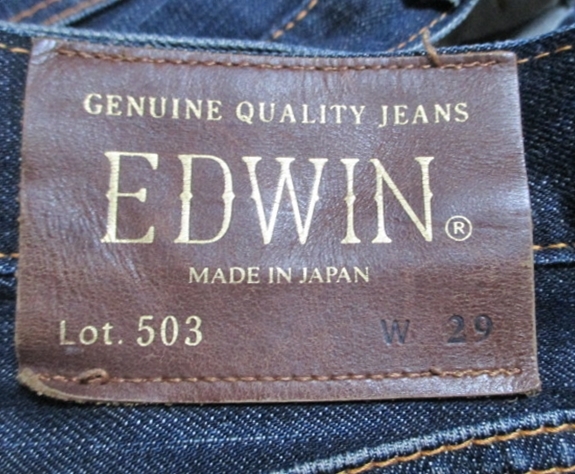 GENUINE QUALITY JEANS
EDWIN®
MADE IN JAPAN
Lot. 503 W 29